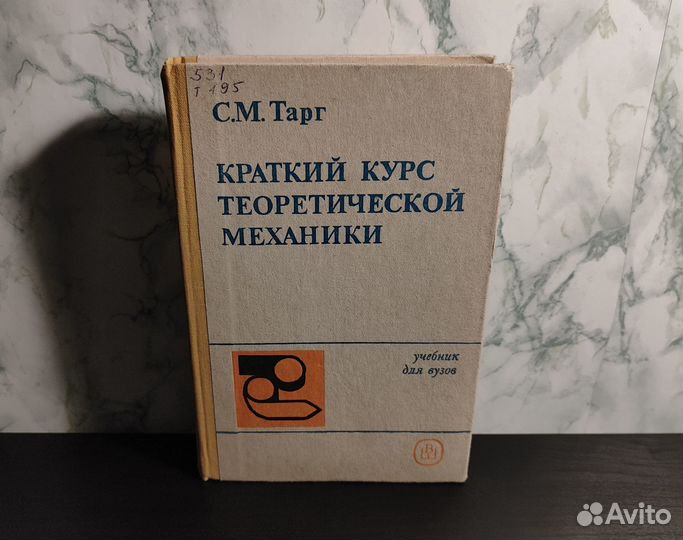 531
Т 195
С.М. Тарг
КРАТКИЙ КУРС
ТЕОРЕТИЧЕСКОЙ
МЕХАНИКИ
учебник
для вузов
Avito